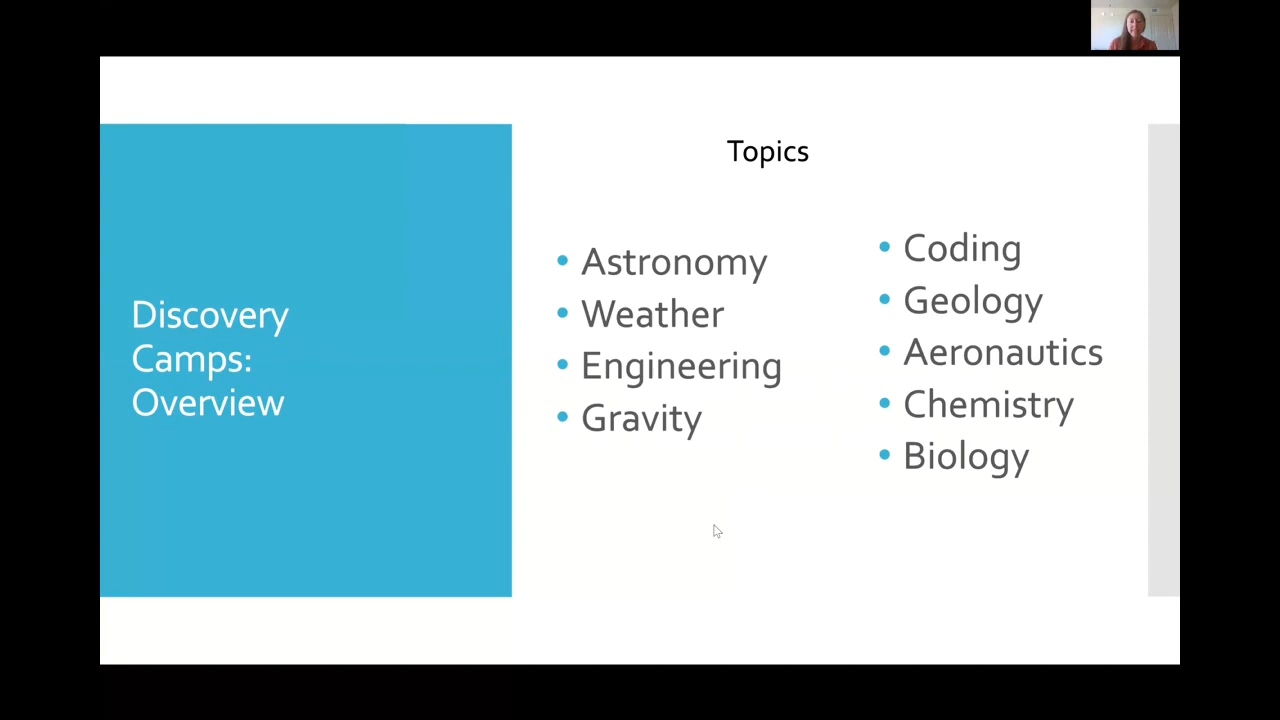 Discovery
Camps:
Overview
Topics
• Astronomy
• Weather
• Engineering
• Gravity
• Coding
• Geology
• Aeronautics
• Chemistry
• Biology